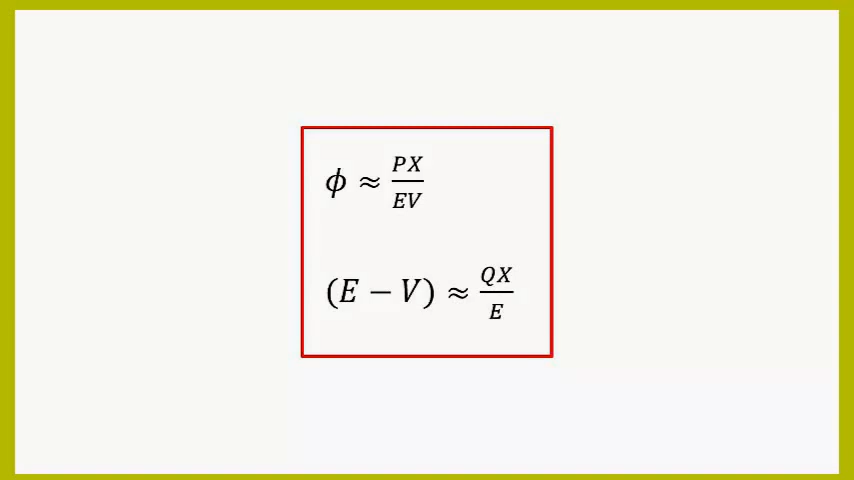 ϕ ≈ PX/EV
(E − V) ≈ QX/E